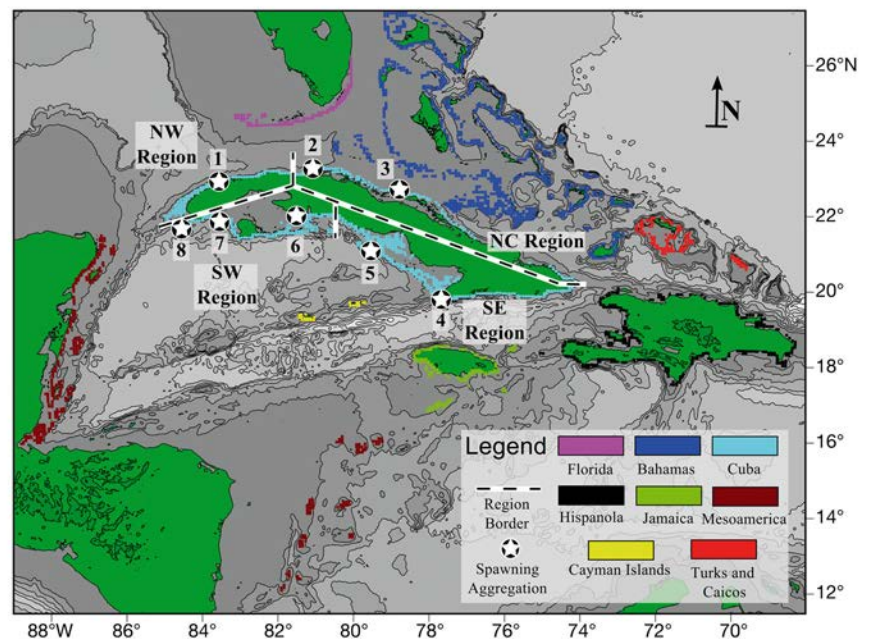 26°N
N
24°
NW
Region
1
2
3
22°
8
7
6
5
NC Region
SW
Region
20°
4
SE
Region
18°
16°
14°
12°
Legend
Florida
Bahamas
Cuba
Region
Border
Hispanola
Jamaica
Mesoamerica
Spawning
Aggregation
Cayman Islands
Turks and
Caicos
88°W
86°
84°
82°
80°
78°
76°
74°
72°
70°